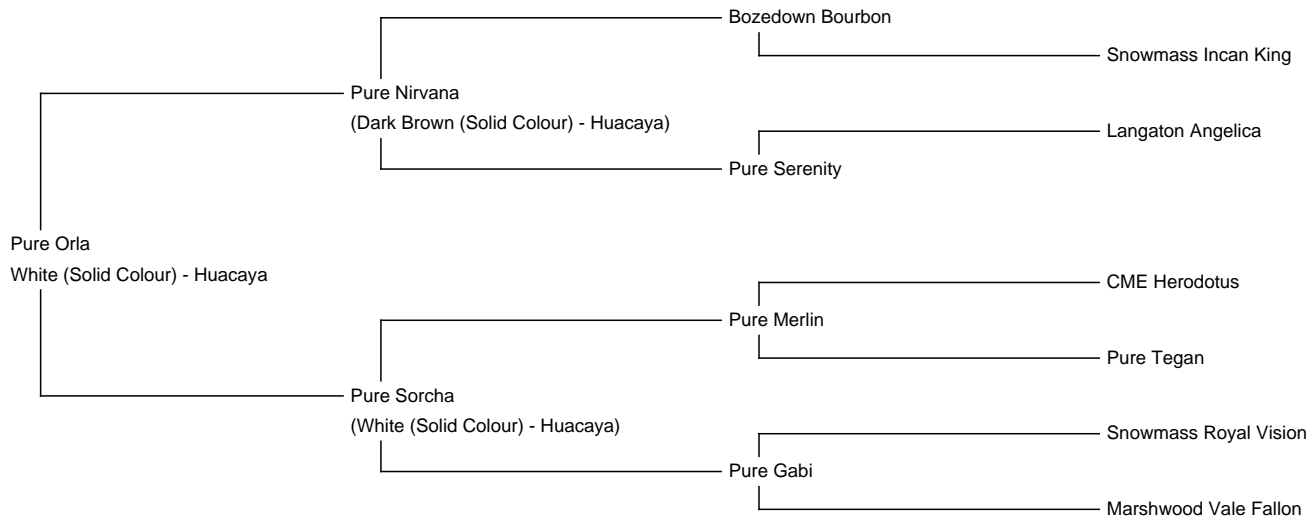 Bozedown Bourbon
Snowmass Incan King
Pure Nirvana
(Dark Brown (Solid Colour) - Huacaya)
Langaton Angelica
Pure Serenity
Pure Orla
White (Solid Colour) - Huacaya
CME Herodotus
Pure Merlin
Pure Tegan
Pure Sorcha
(White (Solid Colour) - Huacaya)
Snowmass Royal Vision
Pure Gabi
Marshwood Vale Fallon